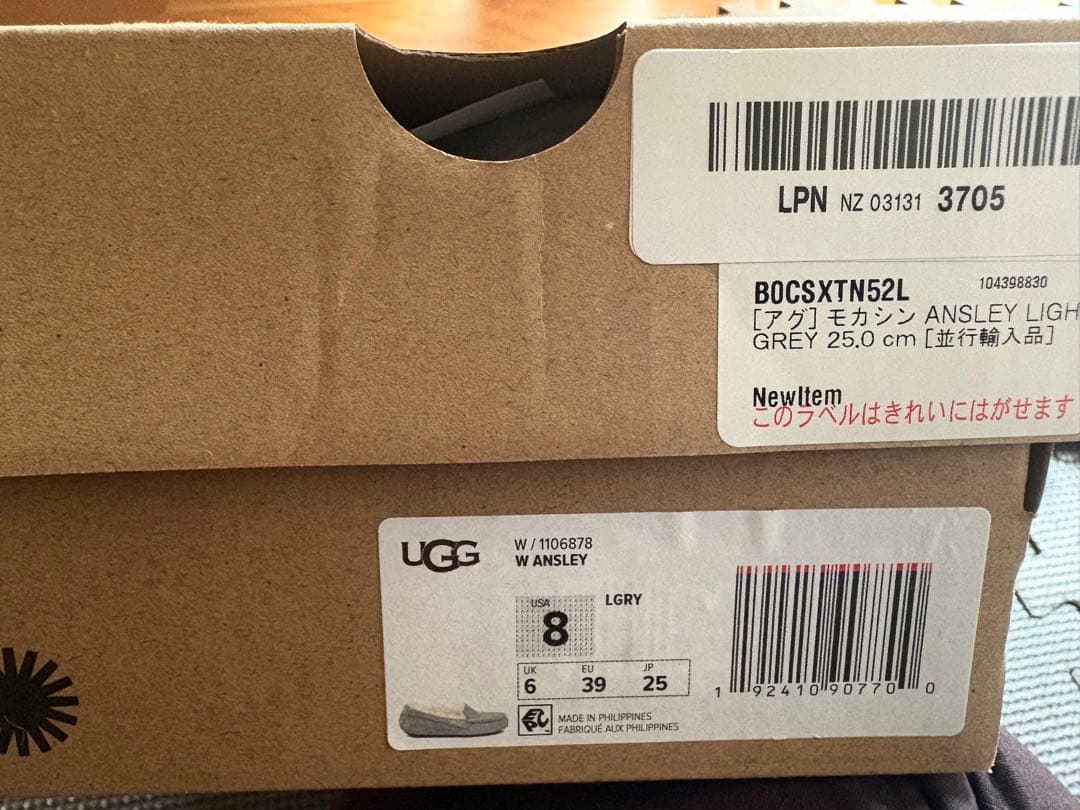 LPN NZ 03131 3705
B0CSXTN52L 104398830
[アグ] モカシン ANSLEY LIGH
GREY 25.0 cm [並行輸入品]
NewItem
このラベルはきれいにはがせます
UGG
W / 1106878
W ANSLEY
USA
8
LGRY
UK EU JP
6 39 25
MADE IN PHILIPPINES
FABRIQUÉ AUX PHILIPPINES
1 92410 90770 0